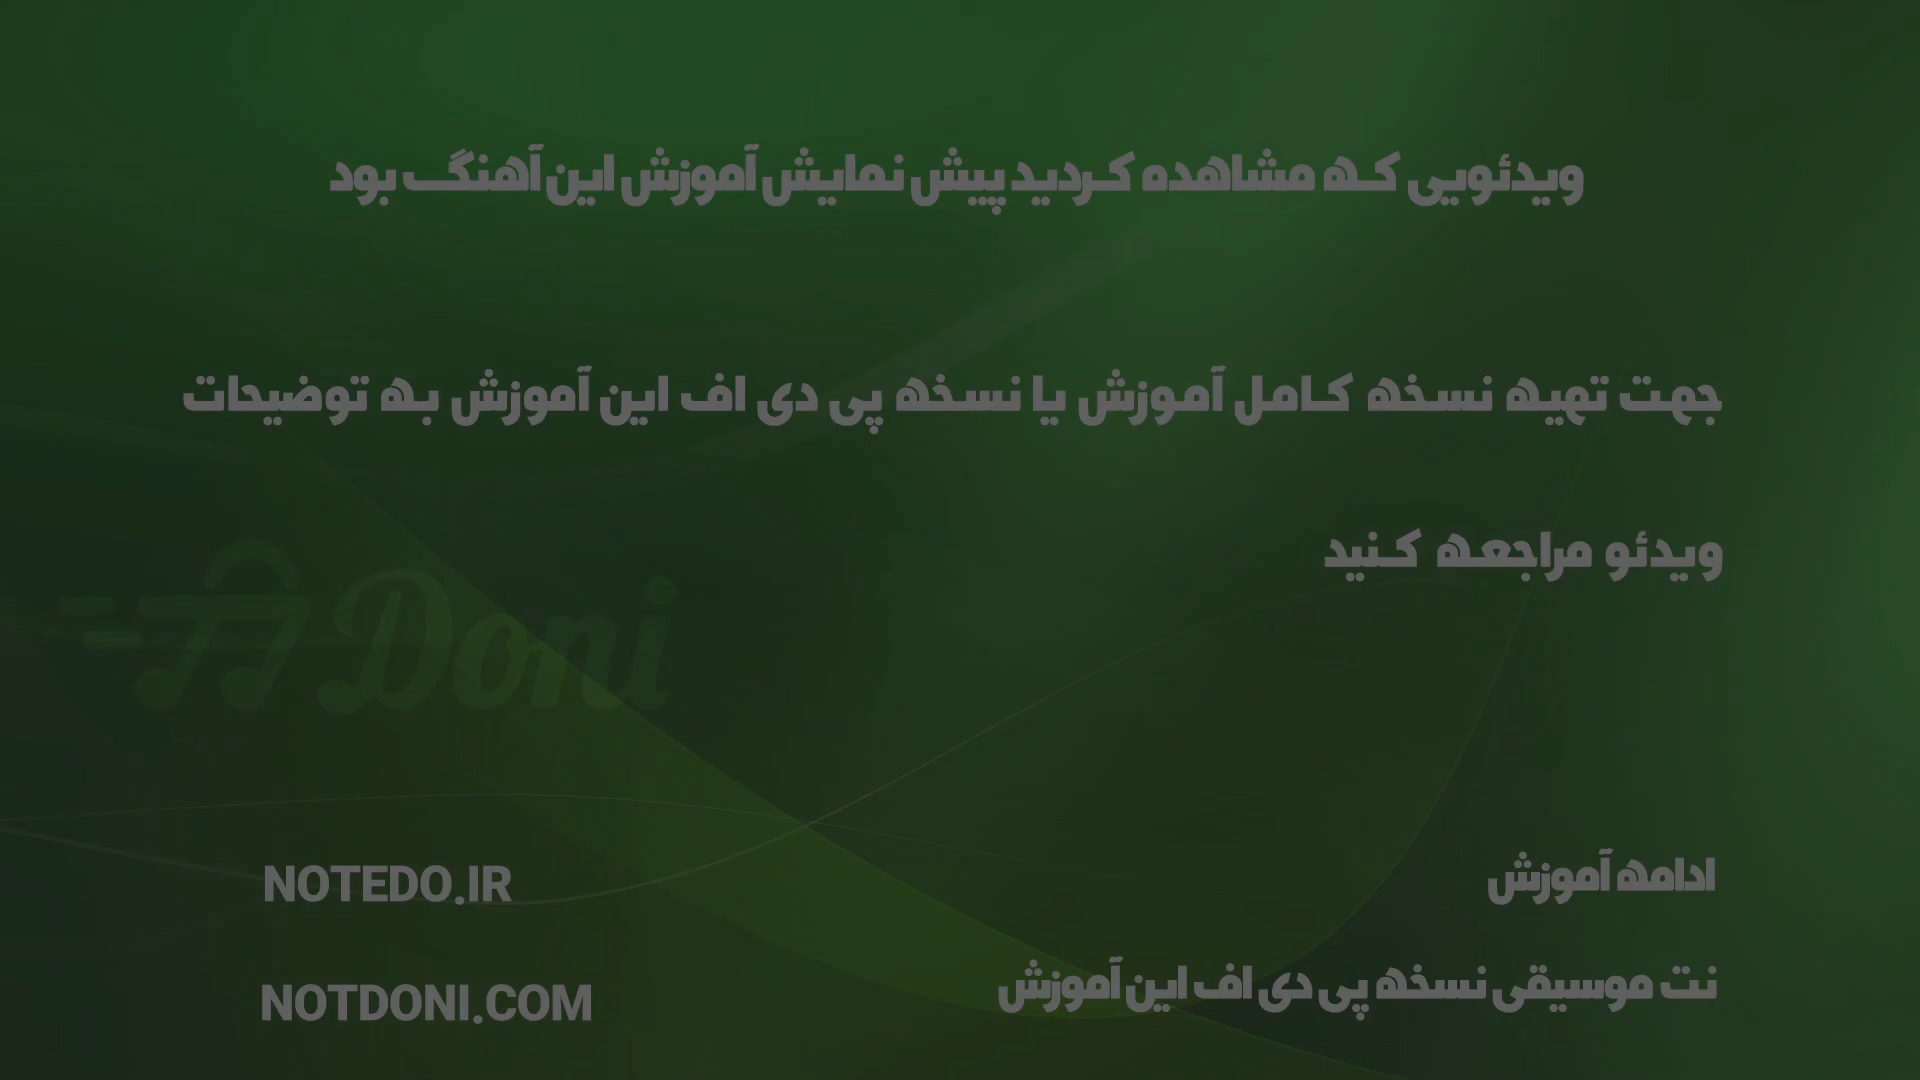 ویدئویی که مشاهده کردید پیش نمایش آموزش این آهنگ بود
جهت تهیه نسخه کامل آموزش یا نسخه پی دی اف این آموزش به توضیحات
ویدئو مراجعه کنید
Doni
ادامه آموزش
NOTEDO.IR
نت موسیقی نسخه پی دی اف این آموزش
NOTDONI.COM